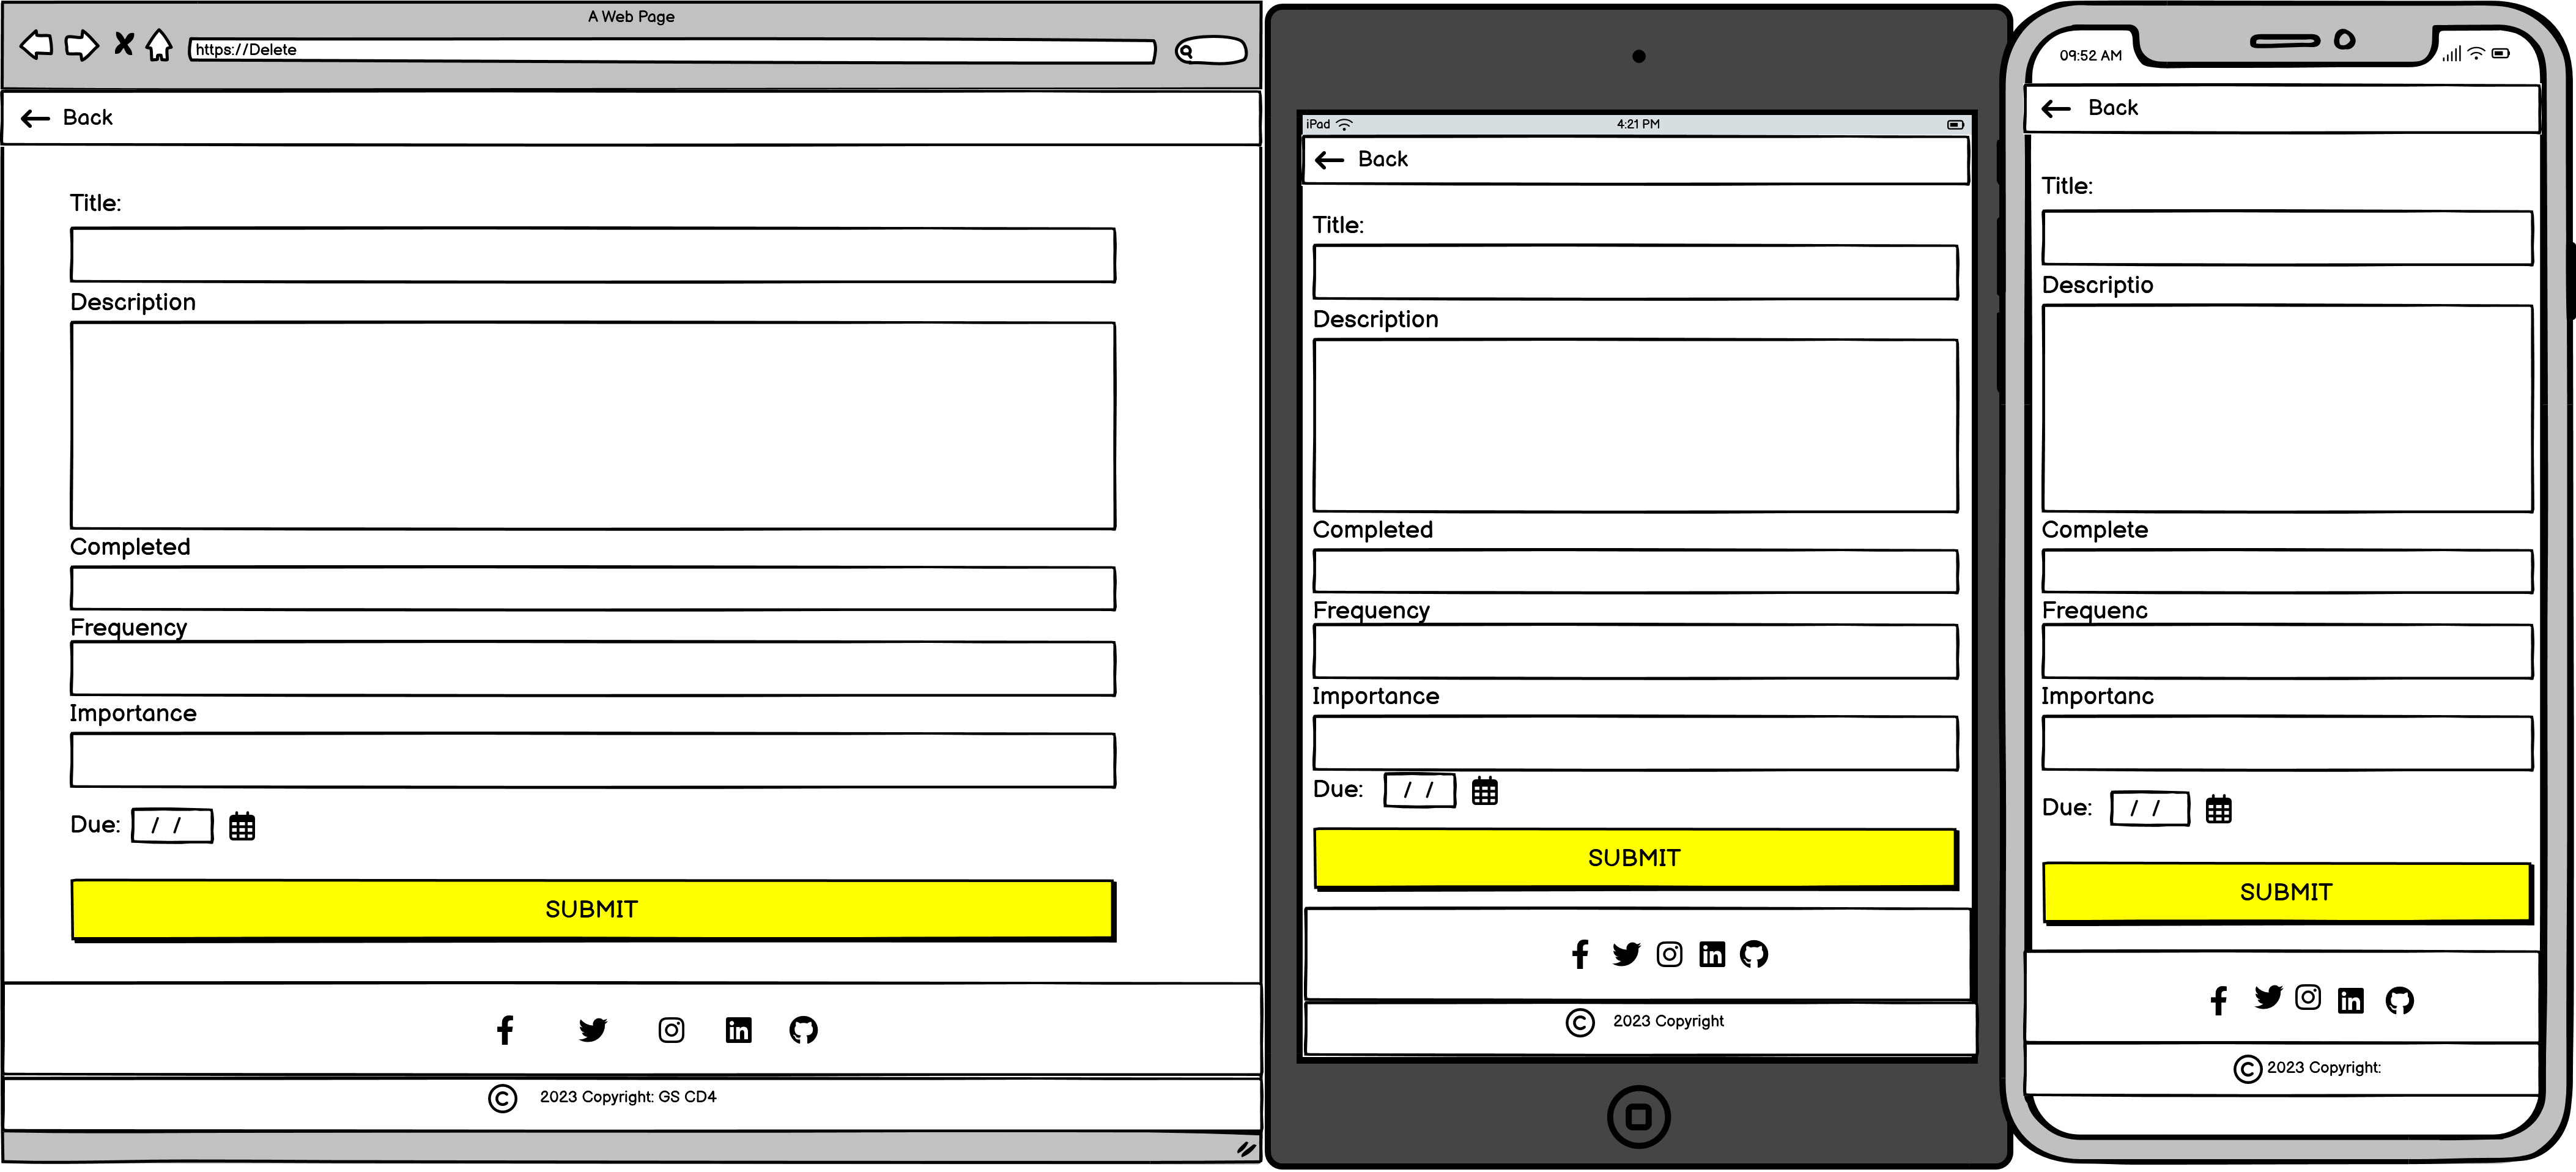 A Web Page
https://Delete
Back
Title:
Description
Completed
Frequency
Importance
Due: / /
SUBMIT
2023 Copyright: GS CD4
iPad 4:21 PM
Back
Title:
Description
Completed
Frequency
Importance
Due: / /
SUBMIT
2023 Copyright
09:52 AM
Back
Title:
Descriptio
Complete
Frequenc
Importanc
Due: / /
SUBMIT
2023 Copyright: